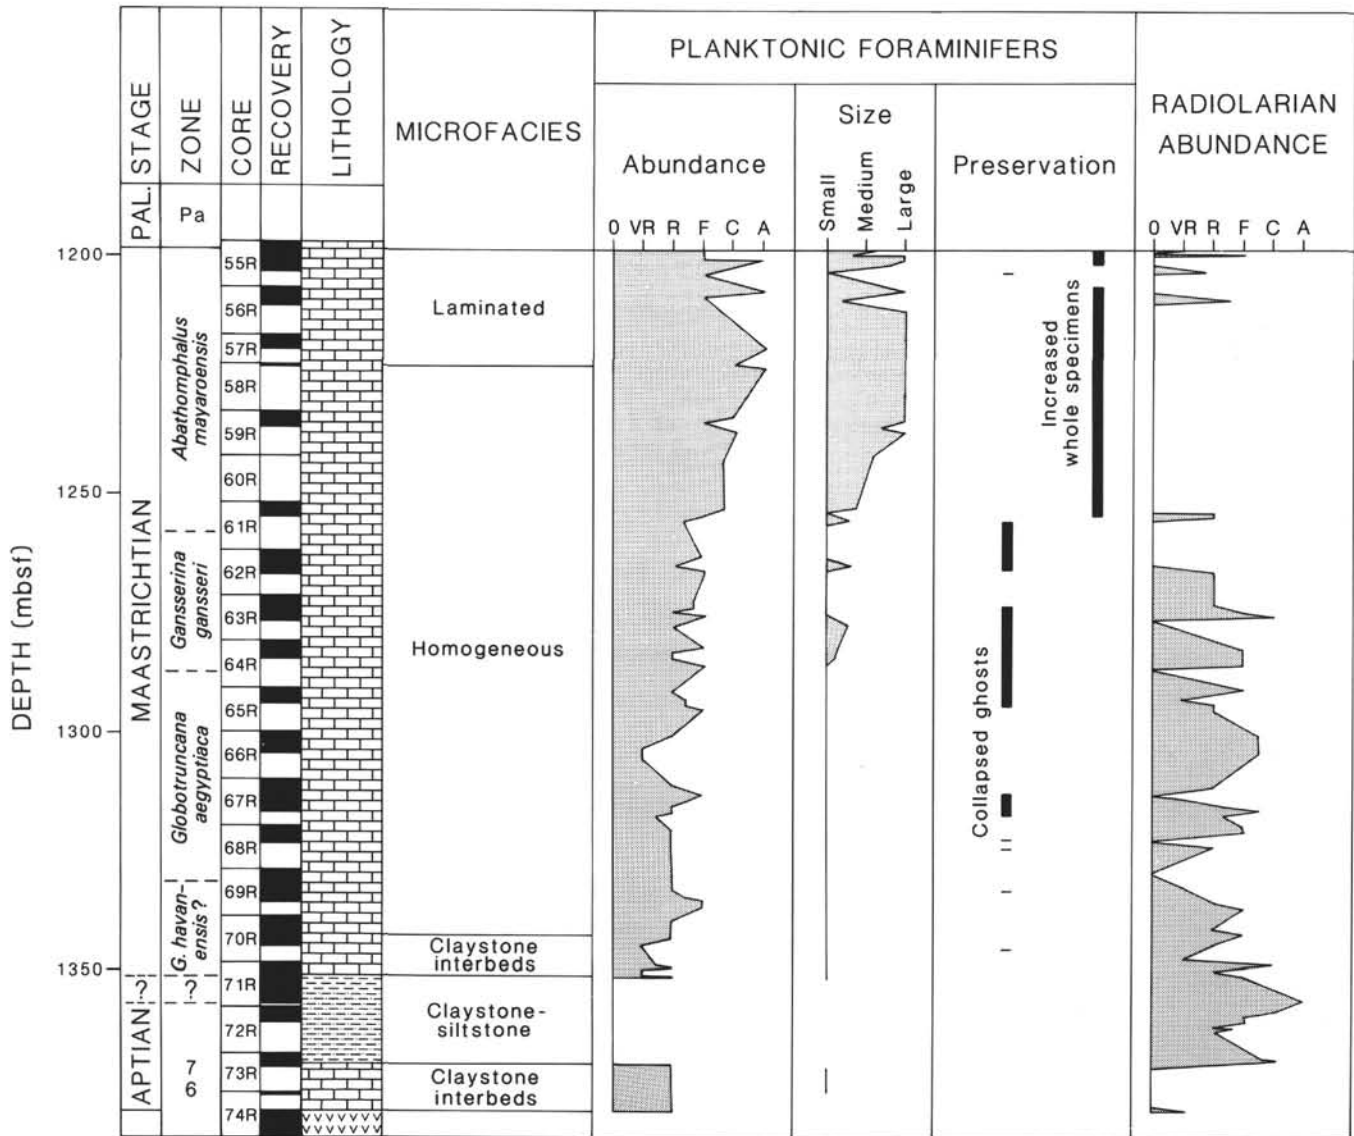 PLANKTONIC FORAMINIFERS
STAGE
ZONE
CORE
RECOVERY
LITHOLOGY
MICROFACIES
Abundance
Size
Small
Medium
Large
Preservation
RADIOLARIAN
ABUNDANCE
PAL.
Pa
0 VR R F C A
0 VR R F C A
DEPTH (mbsf)
1200
1250
1300
1350
MAASTRICHTIAN
?
APTIAN
Abathomphalus
mayaroensis
Gansserina
gansseri
Globotruncana
aegyptiaca
G. havan-
ensis?
?
7
6
55R
56R
57R
58R
59R
60R
61R
62R
63R
64R
65R
66R
67R
68R
69R
70R
71R
72R
73R
74R
Laminated
Homogeneous
Claystone
interbeds
Claystone-
siltstone
Claystone
interbeds
Collapsed ghosts
Increased
whole specimens